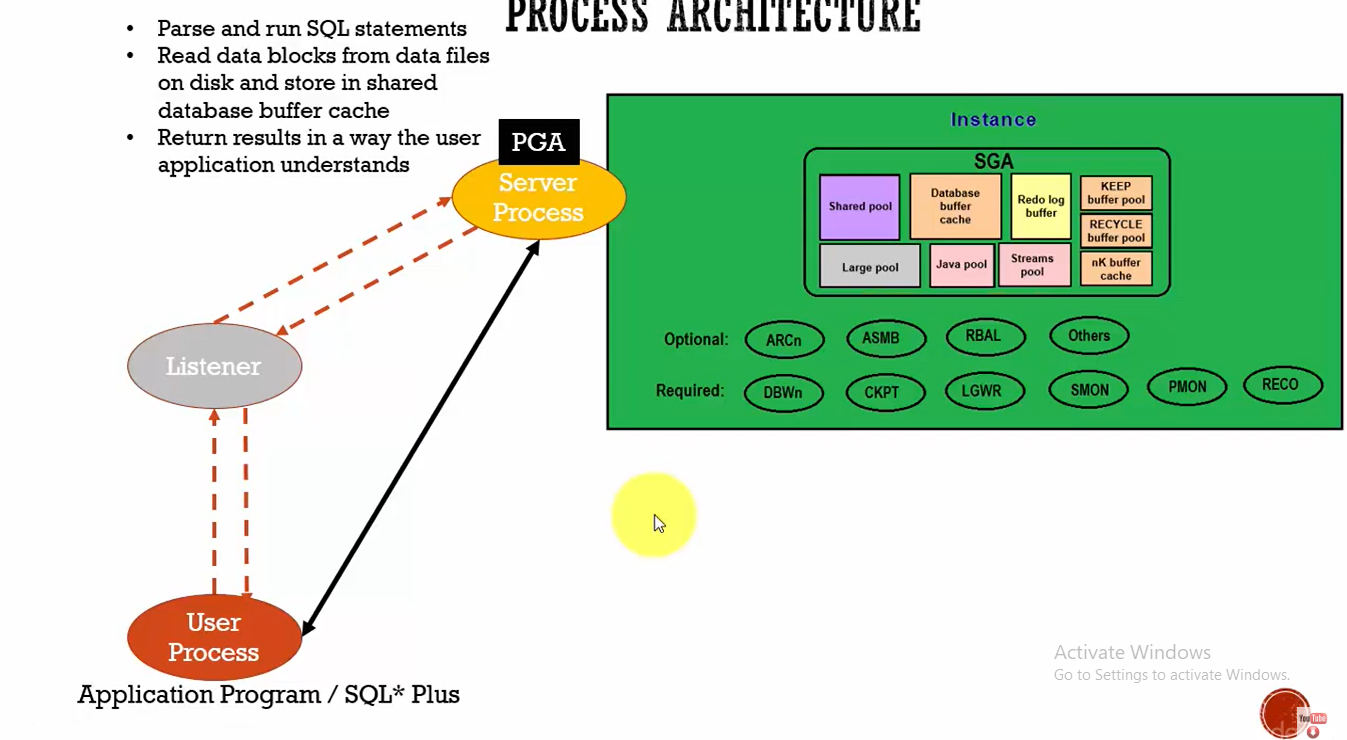 PROCESS ARCHITECTURE
• Parse and run SQL statements
• Read data blocks from data files
on disk and store in shared
database buffer cache
• Return results in a way the user
application understands
PGA
Server
Process
Listener
User
Process
Application Program / SQL* Plus
Instance
SGA
Shared pool
Database
buffer
cache
Redo log
buffer
KEEP
buffer pool
RECYCLE
buffer pool
Large pool
Java pool
Streams
pool
nK buffer
cache
Optional:
ARCn
ASMB
RBAL
Others
Required:
DBWn
CKPT
LGWR
SMON
PMON
RECO
Activate Windows
Go to Settings to activate Windows.
YouTube